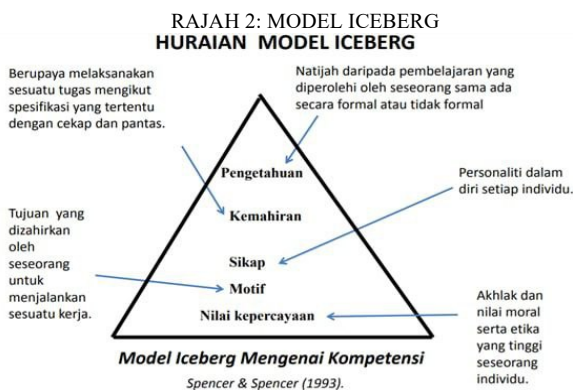 RAJAH 2: MODEL ICEBERG
HURAIAN MODEL ICEBERG
Berupaya melaksanakan
sesuatu tugas mengikut
spesifikasi yang tertentu
dengan cekap dan pantas.
Natijah daripada pembelajaran yang
diperolehi oleh seseorang sama ada
secara formal atau tidak formal
Pengetahuan
Personaliti dalam
diri setiap individu.
Kemahiran
Tujuan yang
dizahirkan
oleh
seseorang
untuk
menjalankan
sesuatu kerja.
Sikap
Motif
Nilai kepercayaan
Akhlak dan
nilai moral
serta etika
yang tinggi
seseorang
individu.
Model Iceberg Mengenai Kompetensi
Spencer & Spencer (1993).